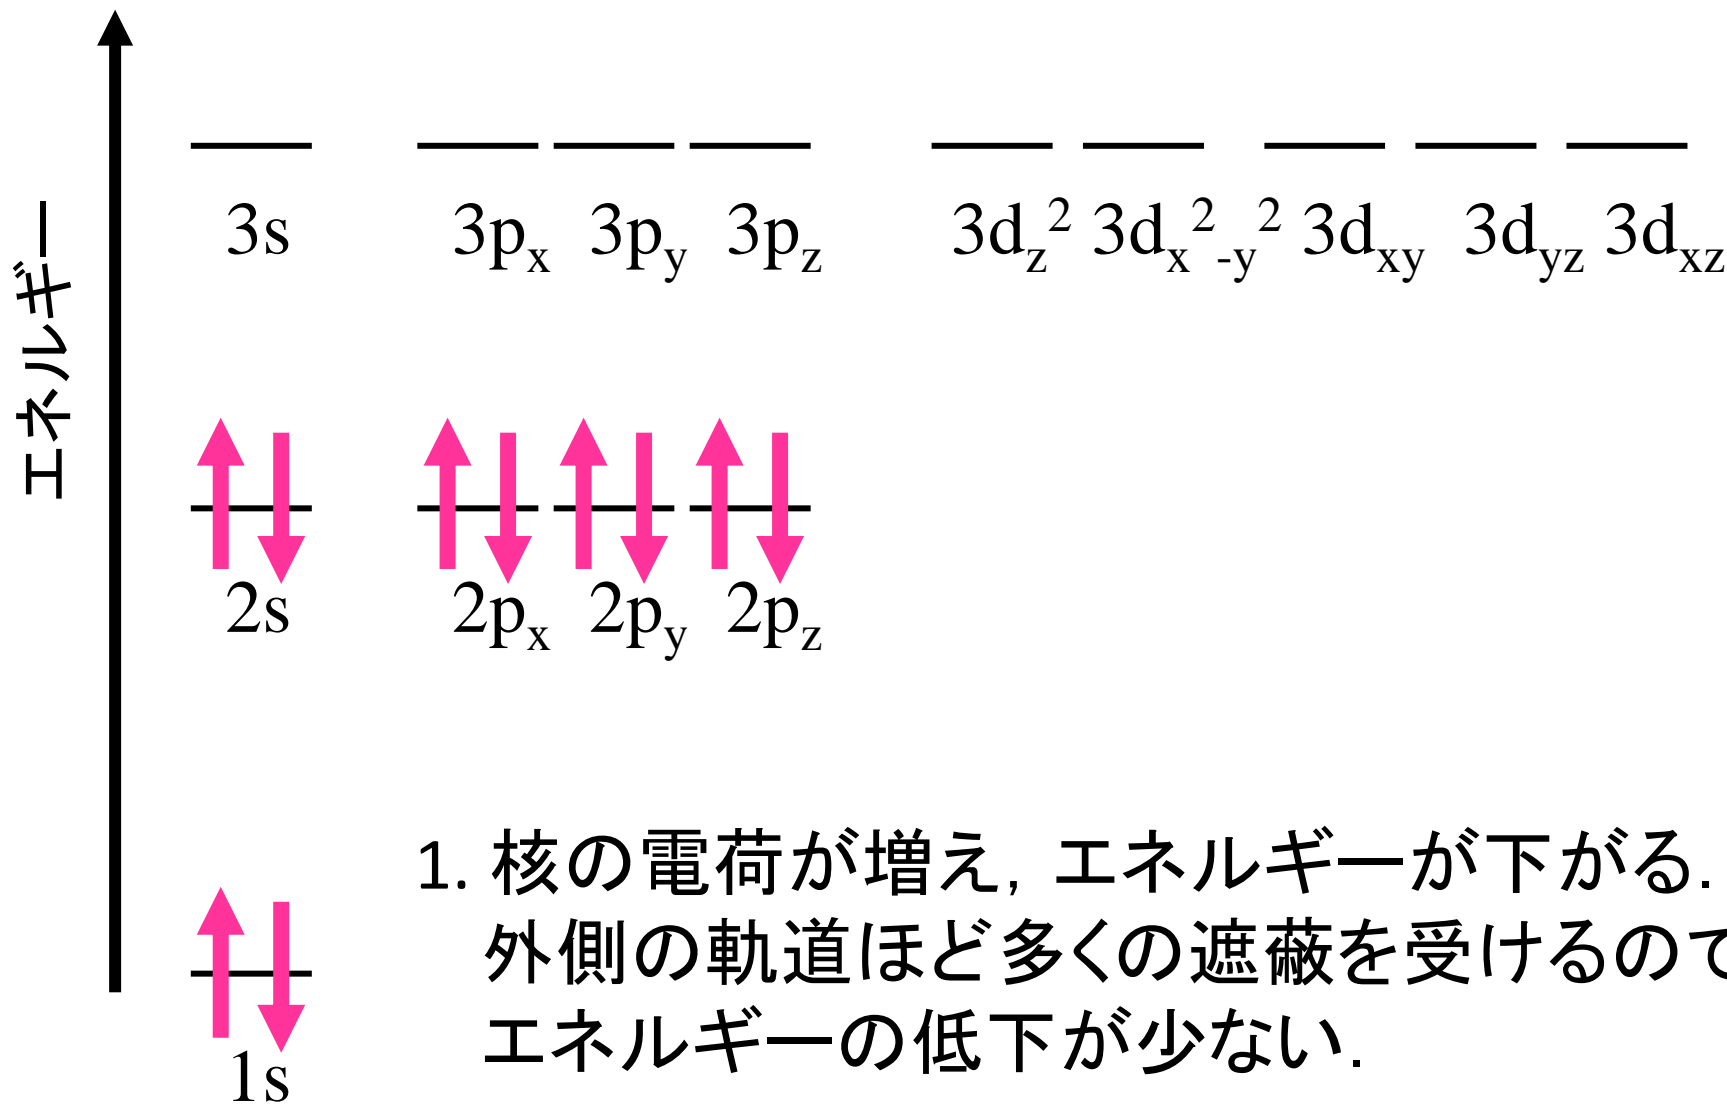 エネルギー
3s 3px 3py 3pz 3dz2 3dx2-y2 3dxy 3dyz 3dxz
2s 2px 2py 2pz
1. 核の電荷が増え, エネルギーが下がる.
外側の軌道ほど多くの遮蔽を受けるので
エネルギーの低下が少ない.
1s